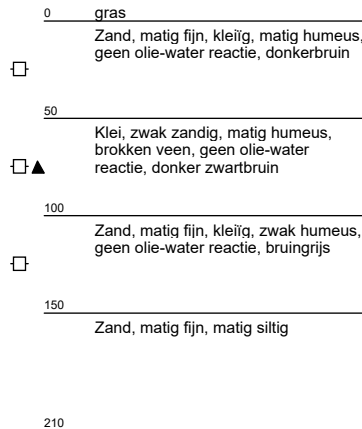 0 gras
Zand, matig fijn, kleiïg, matig humeus,
geen olie-water reactie, donkerbruin
50
Klei, zwak zandig, matig humeus,
brokken veen, geen olie-water
reactie, donker zwartbruin
100
Zand, matig fijn, kleiïg, zwak humeus,
geen olie-water reactie, bruingrijs
150
Zand, matig fijn, matig siltig
210